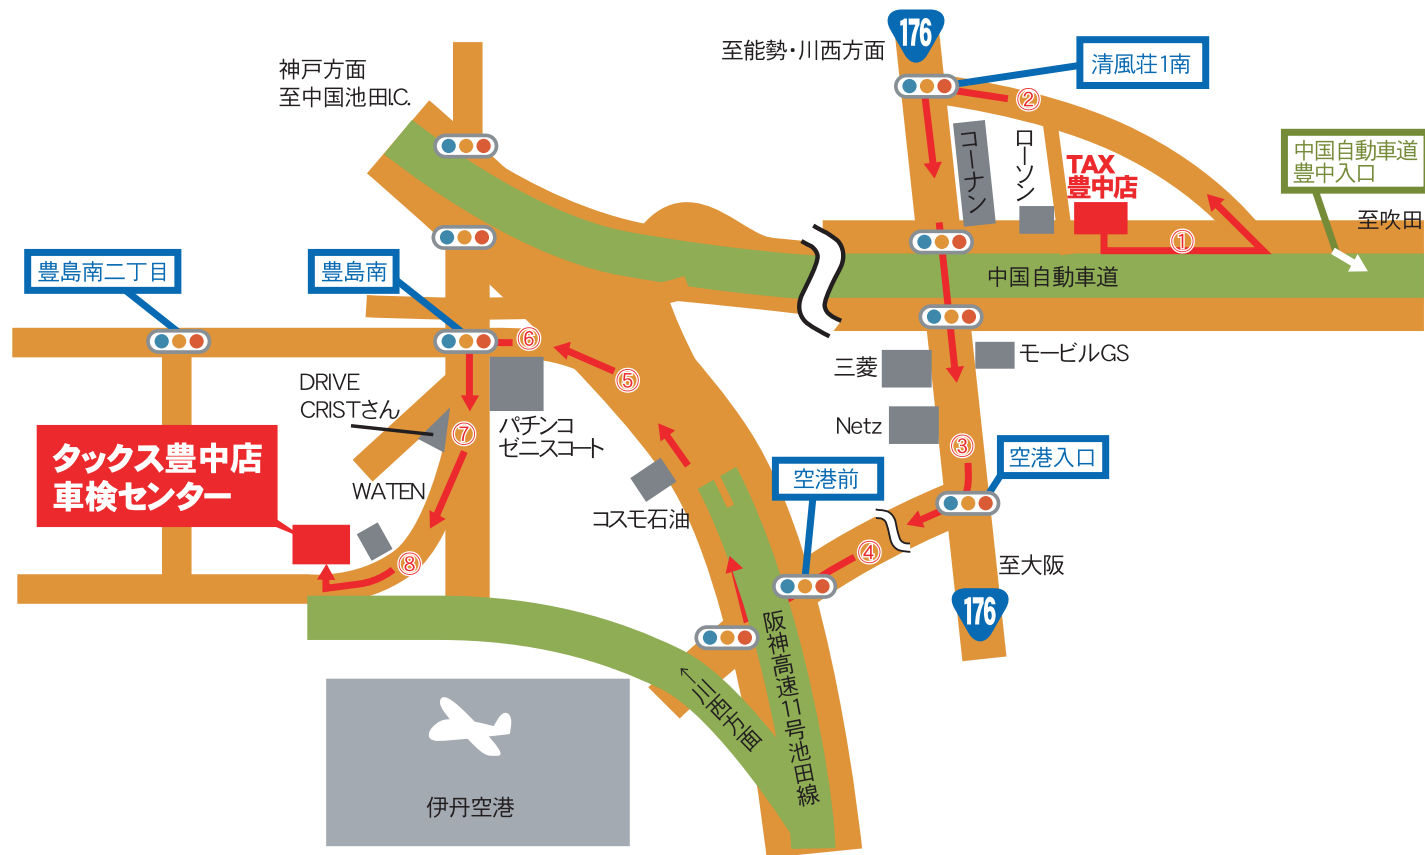 176
至能勢・川西方面
清風荘1南
神戸方面
至中国池田I.C.
②
コーナン
ローソン
TAX
豊中店
中国自動車道
豊中入口
至吹田
①
豊島南二丁目
豊島南
中国自動車道
⑥
⑤
三菱
モービルGS
DRIVE
CRISTさん
パチンコ
ゼニスコート
⑦
Netz
③
空港入口
タックス豊中店
車検センター
WATEN
空港前
コスモ石油
④
⑧
至大阪
176
阪神高速11号池田線
←川西方面
伊丹空港